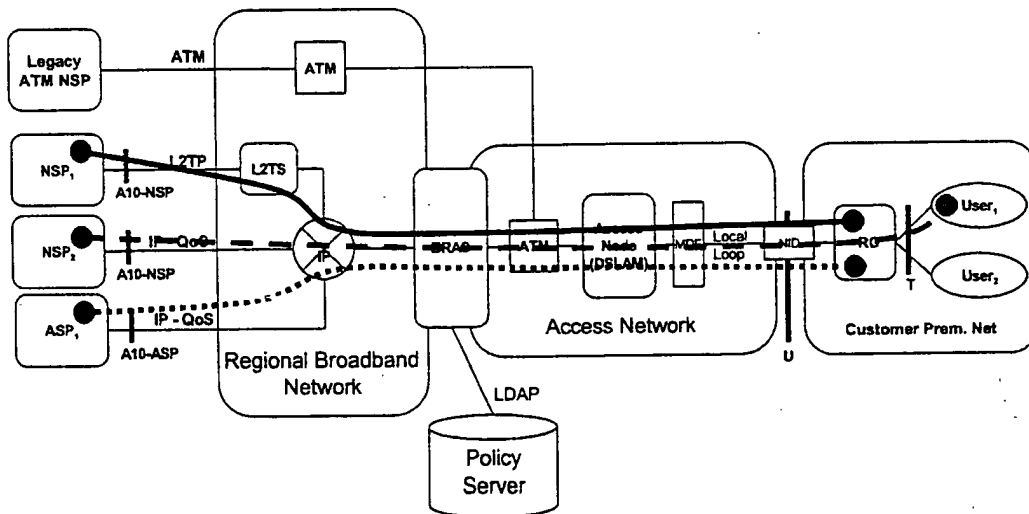 Legacy
ATM NSP
ATM
ATM
NSP₁
L2TP
A10-NSP
L2TS
NSP₂
IP-QoS
A10-NSP
IP
ASP₁
IP - QoS
A10-ASP
Regional Broadband
Network
BRAS
ATM
Access
Node
(DSLAM)
MDF
Local
Loop
NID
RG
User₁
User₂
T
U
Access Network
Customer Prem. Net
LDAP
Policy
Server